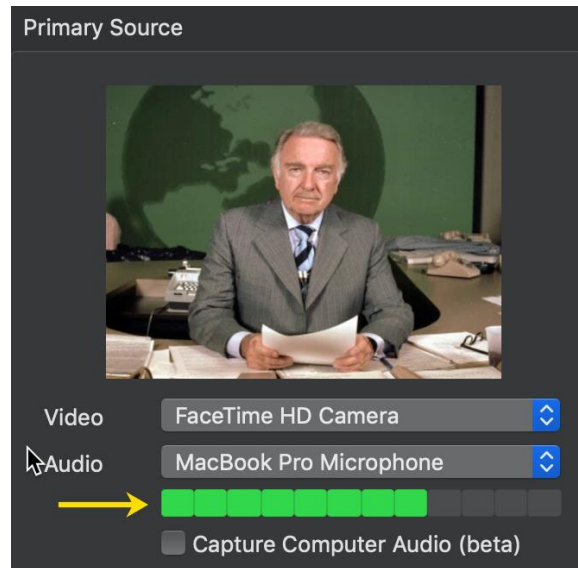 Primary Source
Video FaceTime HD Camera
Audio MacBook Pro Microphone
Capture Computer Audio (beta)